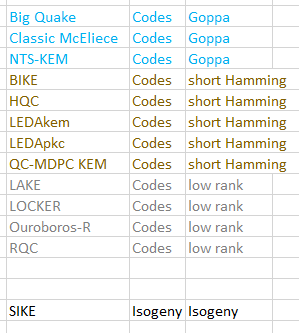 Big Quake Codes Goppa
Classic McEliece Codes Goppa
NTS-KEM Codes Goppa
BIKE Codes short Hamming
HQC Codes short Hamming
LEDAkem Codes short Hamming
LEDApkc Codes short Hamming
QC-MDPC KEM Codes short Hamming
LAKE Codes low rank
LOCKER Codes low rank
Ouroboros-R Codes low rank
RQC Codes low rank
SIKE Isogeny Isogeny